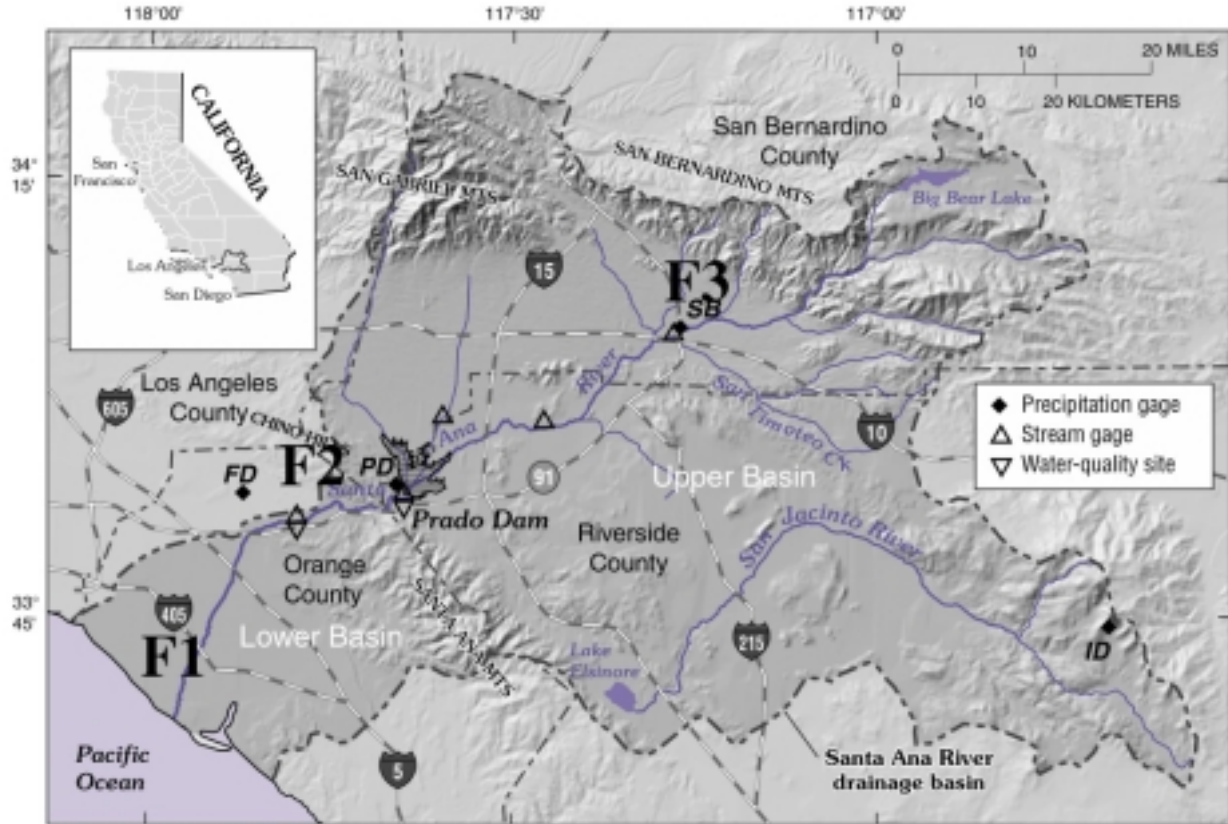 118°00'
117°30'
117°00'
0 10 20 MILES
0 10 20 KILOMETERS
34°
15'
33°
45'
CALIFORNIA
San
Francisco
Los Angeles
San Diego
San Bernardino
County
SAN GABRIEL MTS
SAN BERNARDINO MTS
Big Bear Lake
15
F3
SB
River
Los Angeles
County
605
CHINO HILLS
Ana
San Timoteo Ck
10
Precipitation gage
Stream gage
Water-quality site
F2
FD
PD
Santa
91
Upper Basin
Prado Dam
Riverside
County
San Jacinto River
Orange
County
SANTA ANA MTS
405
F1
Lower Basin
215
Lake
Elsinore
ID
Pacific
Ocean
5
Santa Ana River
drainage basin